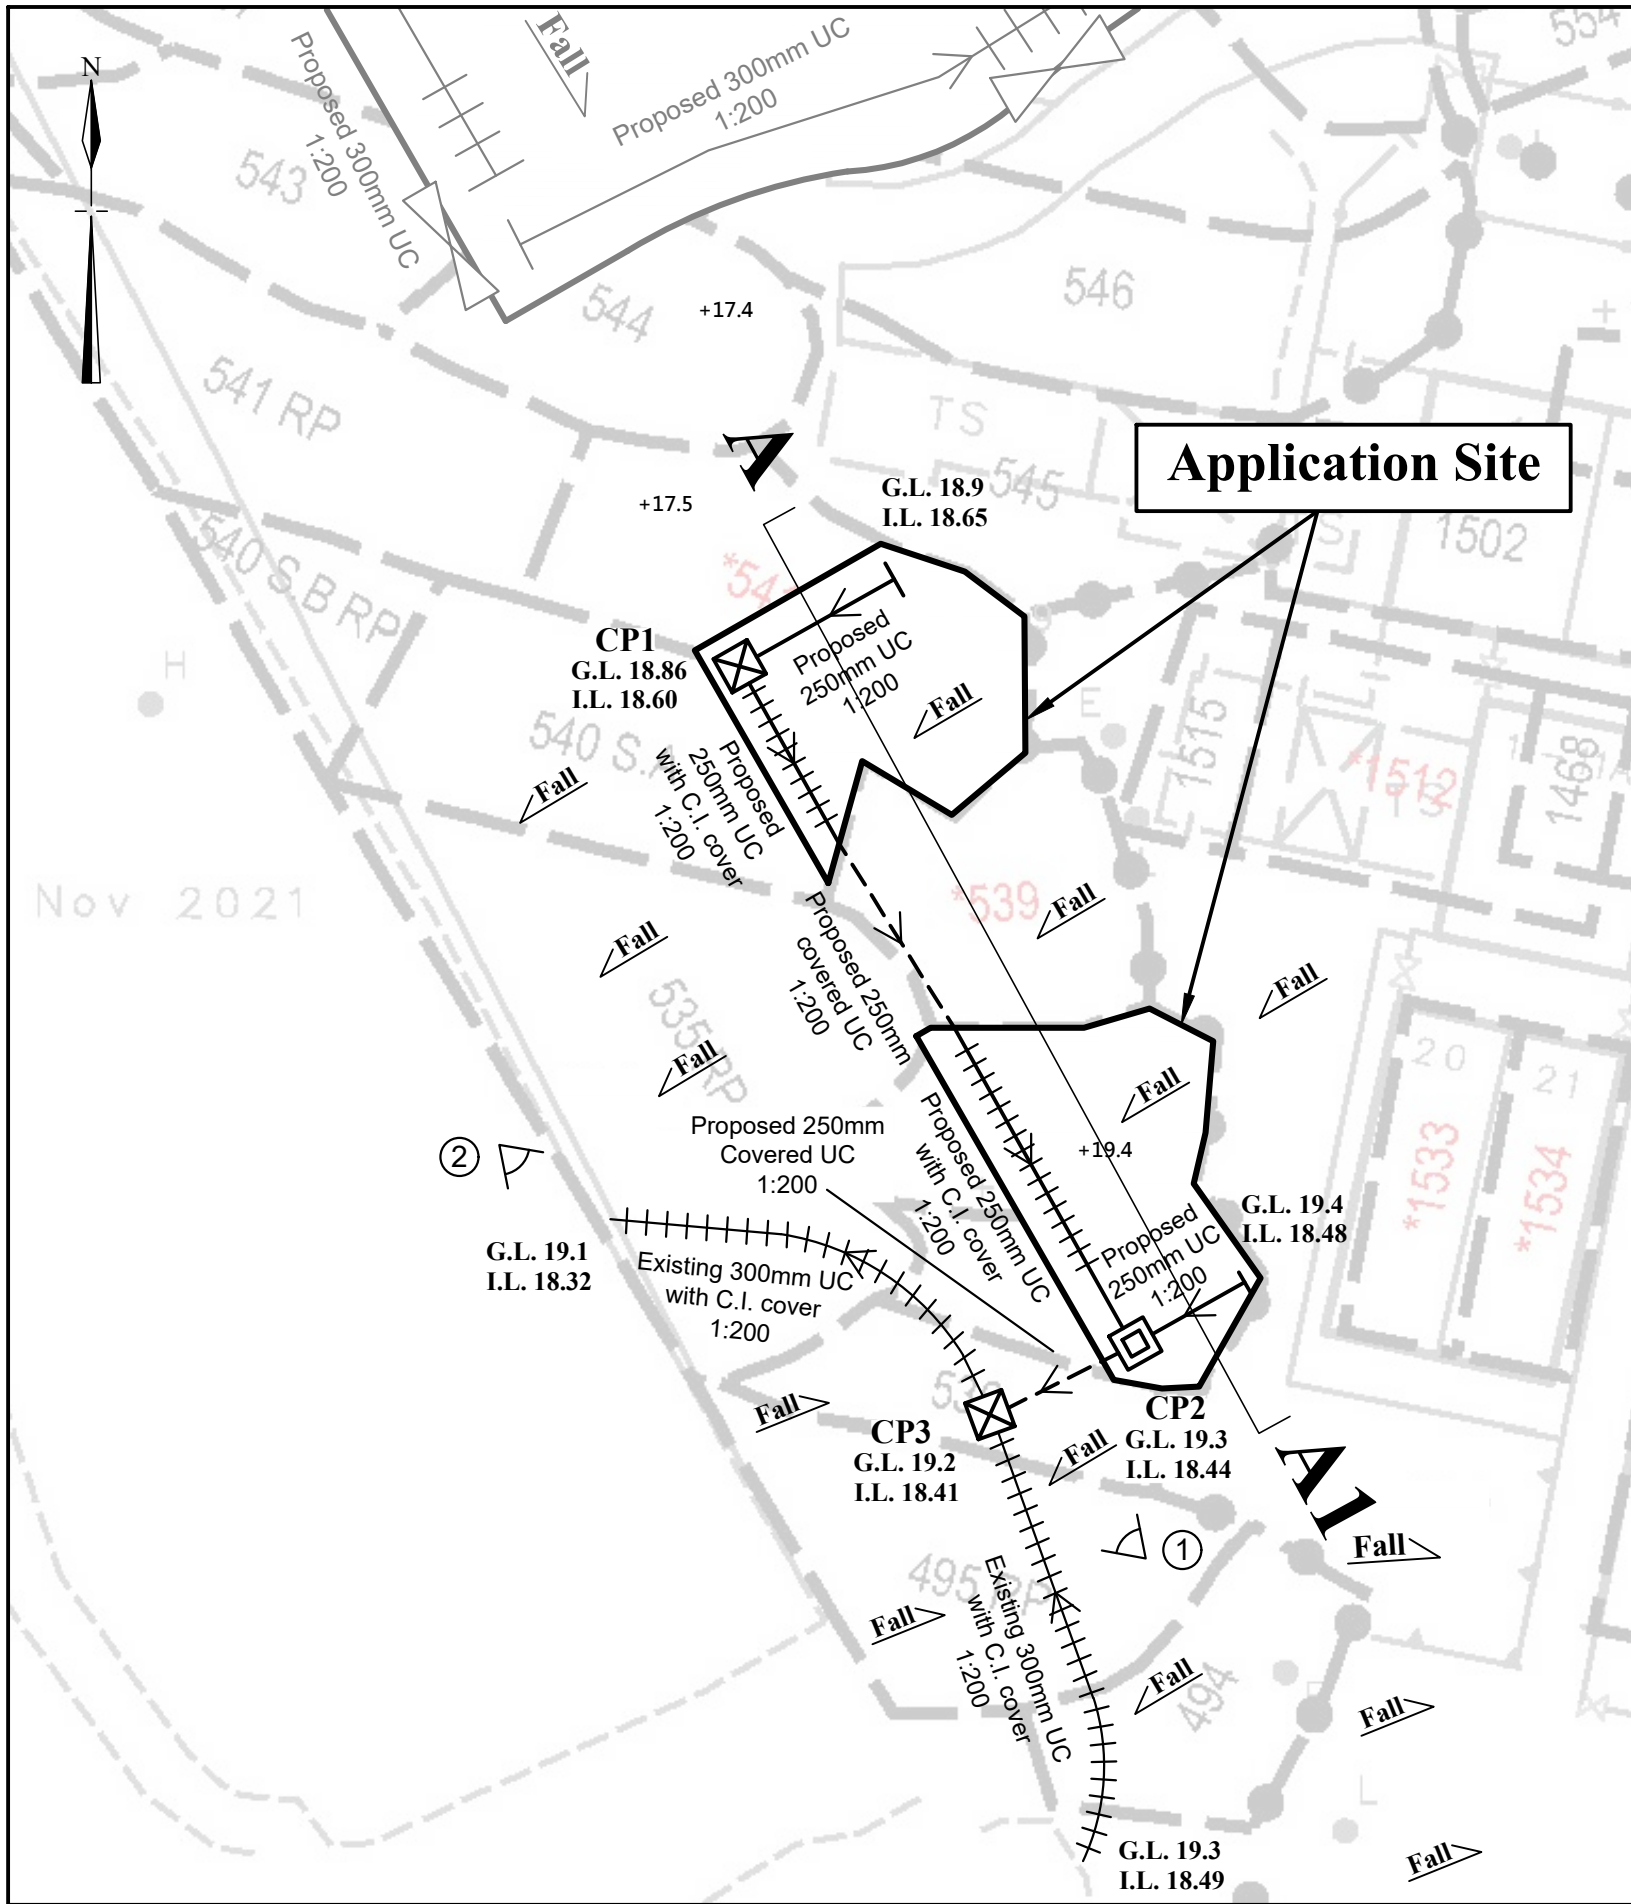 Fall
Proposed 300mm UC
1:200
Proposed 300mm UC
1:200
N
554
543
544
+17.4
546
541 RP
TS
545
Application Site
A
G.L. 18.9
I.L. 18.65
+17.5
1502
540 S.B RP
CP1
G.L. 18.86
I.L. 18.60
H
Proposed
250mm UC
1:200
Fall
E
1515
*1512
1468
540 S.A
Proposed
250mm UC
with C.I. cover
1:200
Fall
Nov 2021
*539
Fall
Fall
Fall
Proposed 250mm
covered UC
1:200
535 RP
Fall
20
21
*1533
*1534
Fall
+19.4
Proposed 250mm
Covered UC
1:200
Proposed 250mm UC
with C.I. cover
1:200
2
G.L. 19.4
I.L. 18.48
Proposed
250mm UC
1:200
G.L. 19.1
I.L. 18.32
Existing 300mm UC
with C.I. cover
1:200
Fall
CP3
G.L. 19.2
I.L. 18.41
CP2
G.L. 19.3
I.L. 18.44
Fall
A1
Fall
1
495 RP
Existing 300mm UC
with C.I. cover
1:200
Fall
Fall
494
Fall
L
G.L. 19.3
I.L. 18.49
Fall